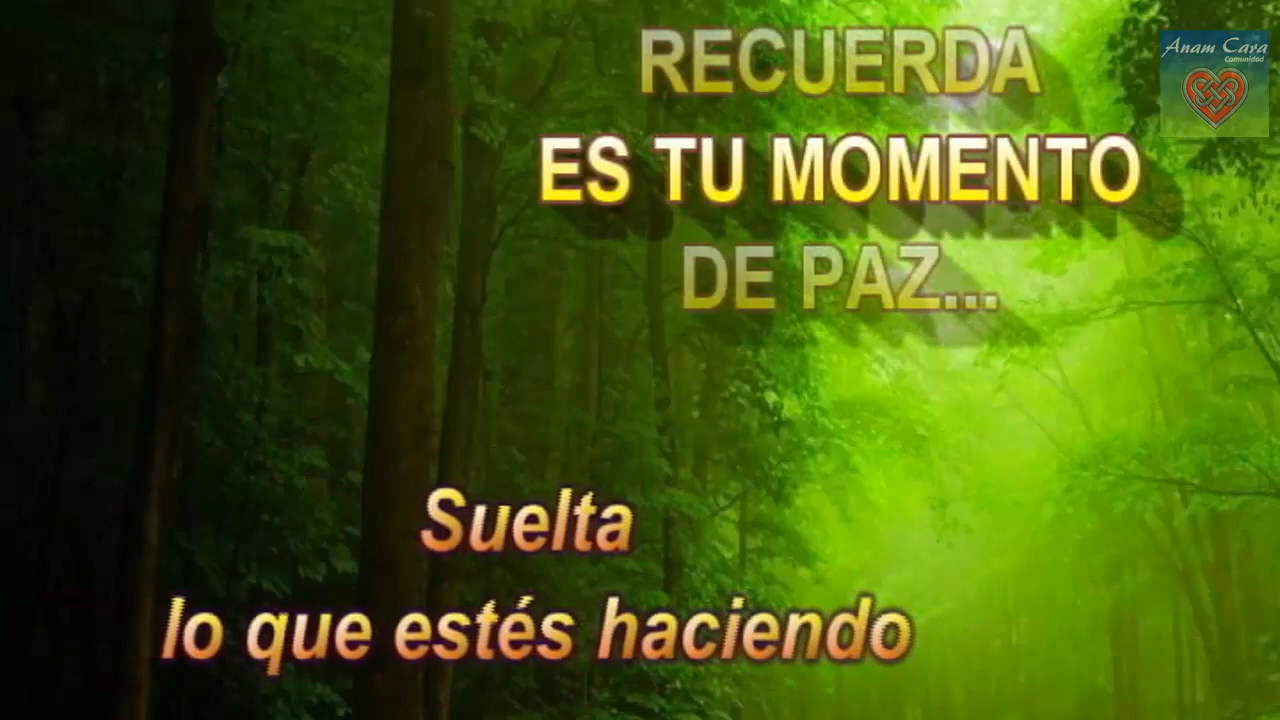 Anam Cara
Comunidad
RECUERDA
ES TU MOMENTO
DE PAZ...
Suelta
lo que estés haciendo